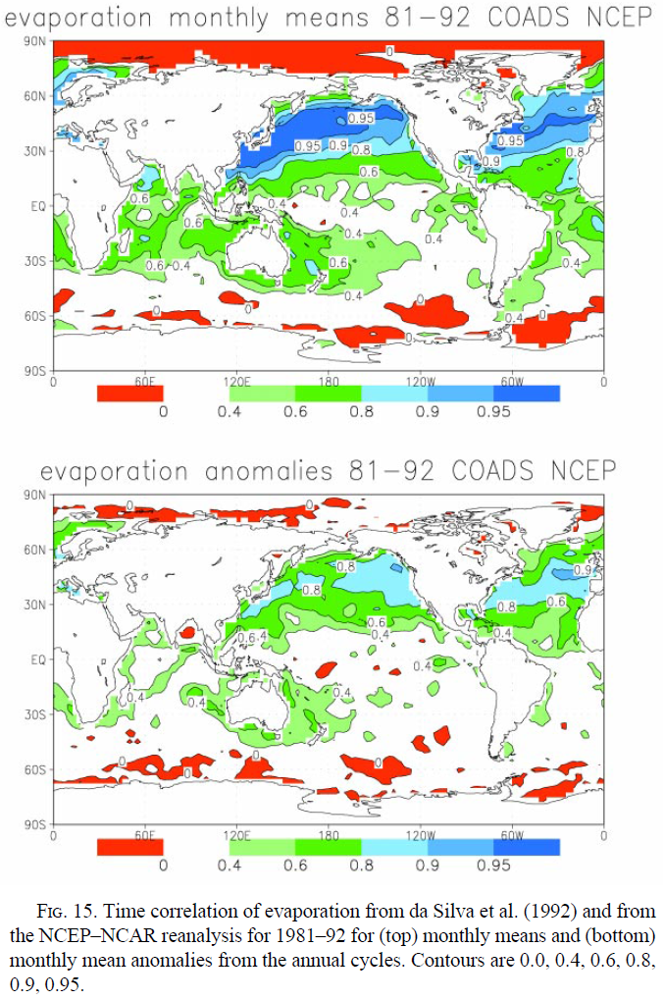 evaporation monthly means 81-92 COADS NCEP
90N
0
60N
0.95
0.95 0.9 0.8
0.95
0.9
0.8
30N
0.6
0.6
0.4
0.4
EQ
0.6
0.4
0.4
30S
0.6 0.4
0.6
0.4
0.4
0
0
0
60S
0.4
0
0
90S
0 60E 120E 180 120W 60W 0
0 0.4 0.6 0.8 0.9 0.95
evaporation anomalies 81-92 COADS NCEP
90N
0
0
60N
0.8
0.9
0.8
30N
0.8
0.6
0.6
0.6 .4
0.4
0.4
EQ
0.4
0.4
0.4
0.4
30S
60S
0
0
0
90S
0 60E 120E 180 120W 60W 0
0 0.4 0.6 0.8 0.9 0.95
FIG. 15. Time correlation of evaporation from da Silva et al. (1992) and from
the NCEP–NCAR reanalysis for 1981–92 for (top) monthly means and (bottom)
monthly mean anomalies from the annual cycles. Contours are 0.0, 0.4, 0.6, 0.8,
0.9, 0.95.